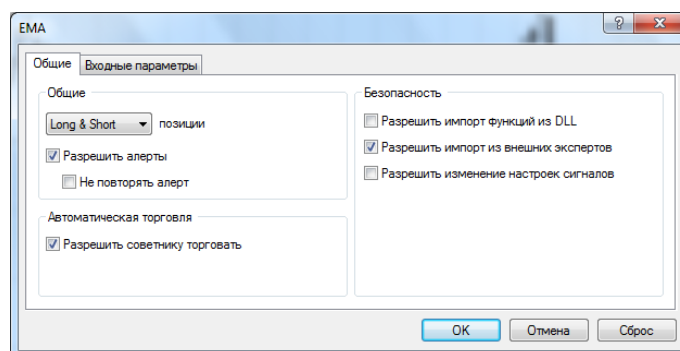 EMA
Общие
Входные параметры
Общие
Long & Short позиции
Разрешить алерты
Не повторять алерт
Автоматическая торговля
Разрешить советнику торговать
Безопасность
Разрешить импорт функций из DLL
Разрешить импорт из внешних экспертов
Разрешить изменение настроек сигналов
OK
Отмена
Сброс